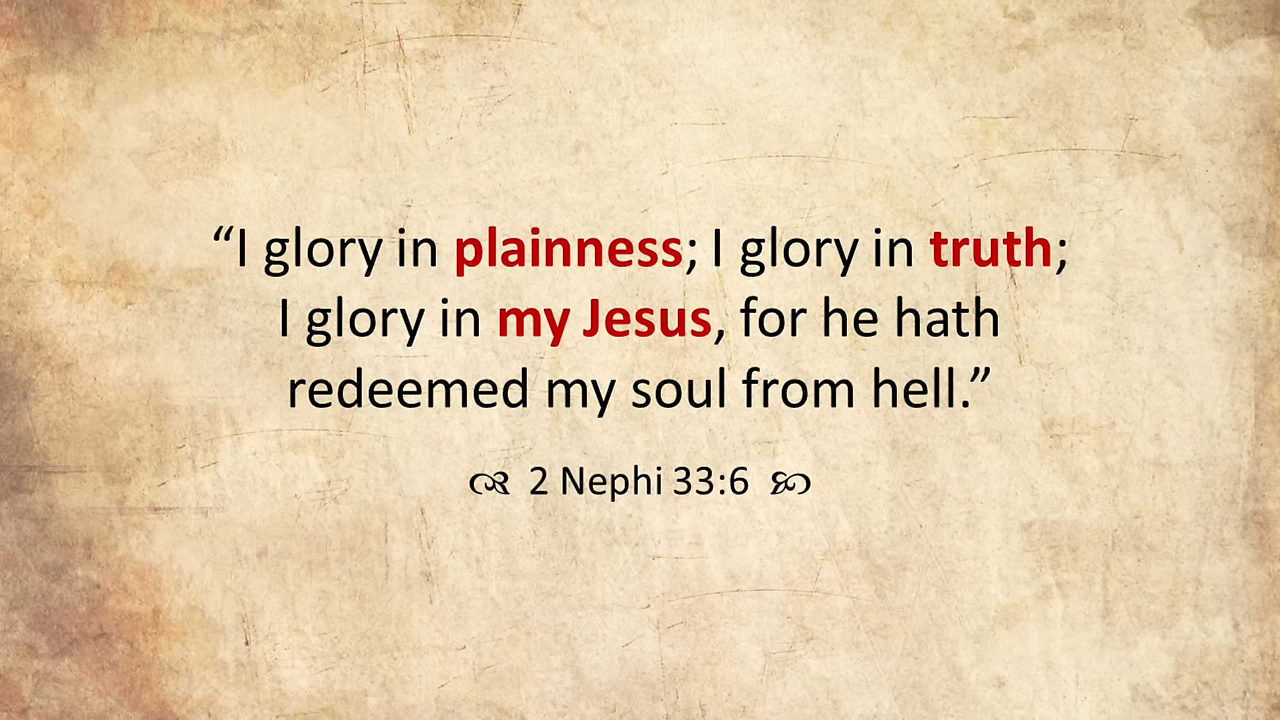 “I glory in plainness; I glory in truth;
I glory in my Jesus, for he hath
redeemed my soul from hell.”
2 Nephi 33:6